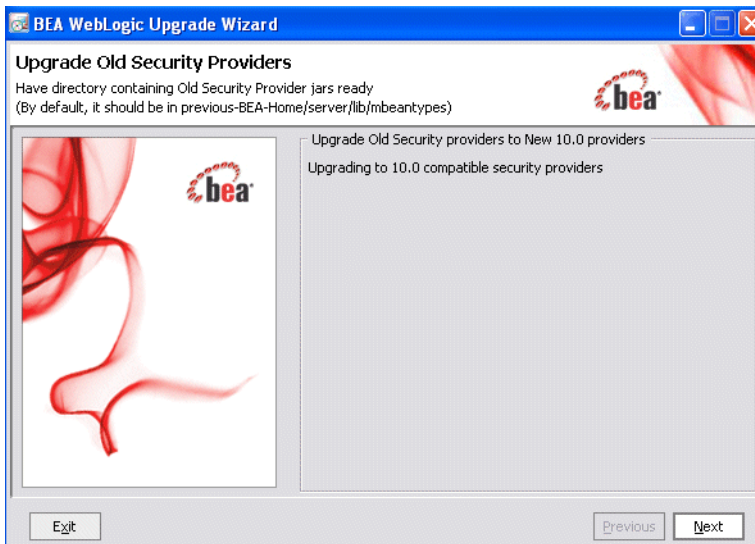 BEA WebLogic Upgrade Wizard
Upgrade Old Security Providers
Have directory containing Old Security Provider jars ready
(By default, it should be in previous-BEA-Home/server/lib/mbeantypes)
bea
bea
Upgrade Old Security providers to New 10.0 providers
Upgrading to 10.0 compatible security providers
Exit
Previous
Next